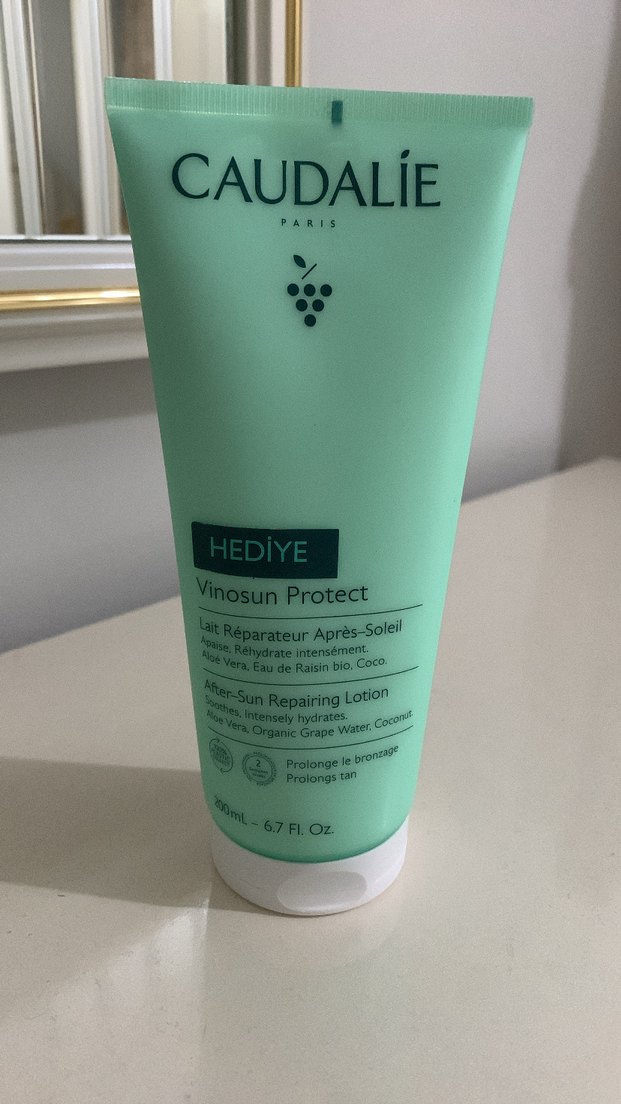 CAUDALÍE
PARIS
HEDİYE
Vinosun Protect
Lait Réparateur Après-Soleil
Apaise, Réhydrate intensément.
Aloé Vera, Eau de Raisin bio, Coco.
After-Sun Repairing Lotion
Soothes, Intensely hydrates.
Aloe Vera, Organic Grape Water, Coconut
2
Prolonge le bronzage
Prolongs tan
200mL - 6.7 Fl. Oz.